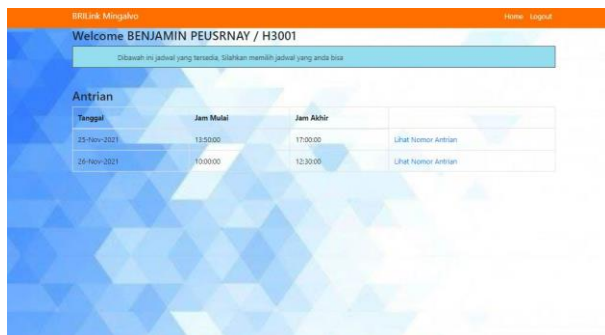 BRILink Mingalvo Home Logout
Welcome BENJAMIN PEUSRNAY / H3001
Dibawah ini jadwal yang tersedia, Silahkan memilih jadwal yang anda bisa
Antrian
Tanggal Jam Mulai Jam Akhir
25-Nov-2021 13:50:00 17:00:00 Lihat Nomor Antrian
26-Nov-2021 10:00:00 12:30:00 Lihat Nomor Antrian